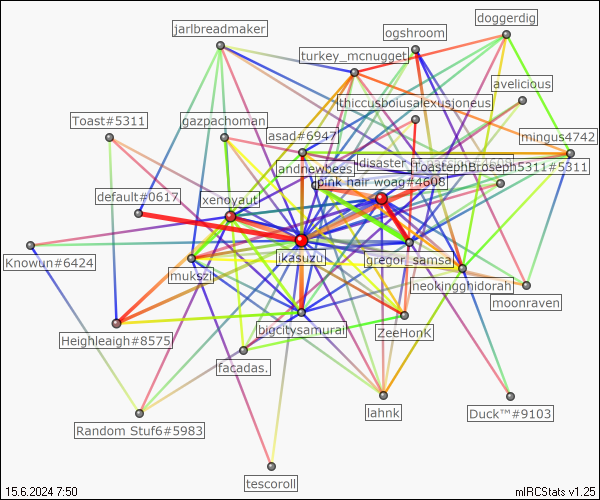 doggerdig
jarlbreadmaker
ogshroom
turkey_mcnugget
avelicious
thiccusboiusalexusjoneus
Toast#5311
gazpachoman
asad#6947
mingus4742
andnewbees
disaster
ToastephBroseph5311#5311
pink hair woag#4608
default#0617
xenoyaut
jkasuzu
gregor_samsa
Knowun#6424
mukszi
neokingghidorah
moonraven
bigcitysamurai
ZeeHonk
Heighleaigh#8575
facadas.
lahnk
Duck™#9103
Random Stuf6#5983
tescoroll
15.6.2024 7:50
mIRCStats v1.25